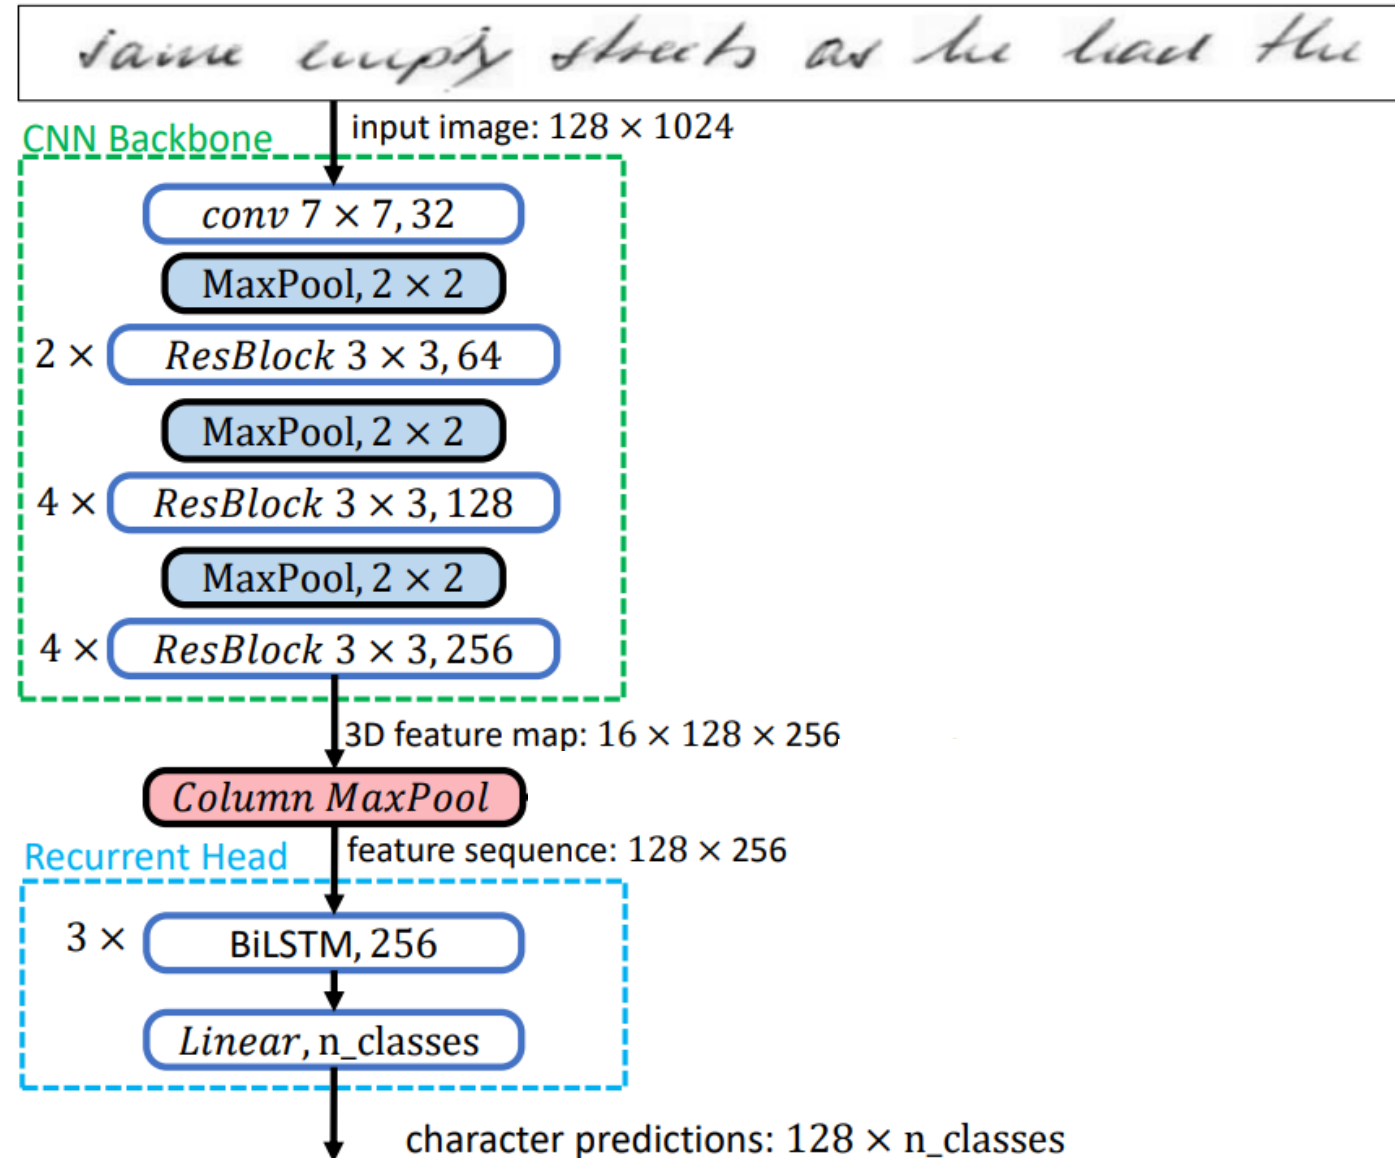 same empty streets as he had the
input image: 128 × 1024
CNN Backbone
conv 7 × 7, 32
MaxPool, 2 × 2
2 × ResBlock 3 × 3, 64
MaxPool, 2 × 2
4 × ResBlock 3 × 3, 128
MaxPool, 2 × 2
4 × ResBlock 3 × 3, 256
3D feature map: 16 × 128 × 256
Column MaxPool
feature sequence: 128 × 256
Recurrent Head
3 × BiLSTM, 256
Linear, n_classes
character predictions: 128 × n_classes